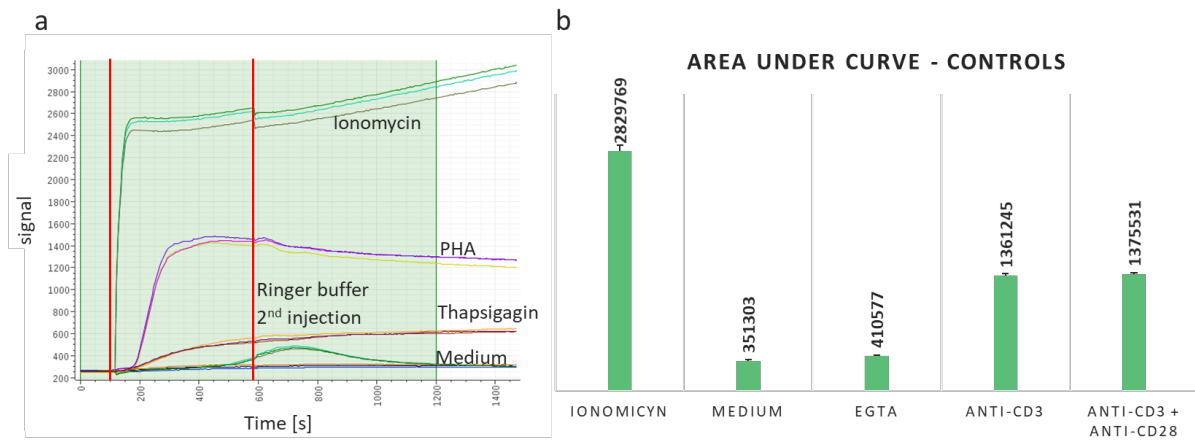 a
b
3000
2800
2600
2400
2200
2000
1800
1600
1400
1200
1000
800
600
400
200
signal
0
200
400
600
800
1000
1200
1400
Time [s]
Ionomycin
PHA
Ringer buffer
2nd injection
Thapsigagin
Medium
AREA UNDER CURVE - CONTROLS
2829769
351303
410577
1361245
1375531
IONOMICYN
MEDIUM
EGTA
ANTI-CD3
ANTI-CD3 +
ANTI-CD28